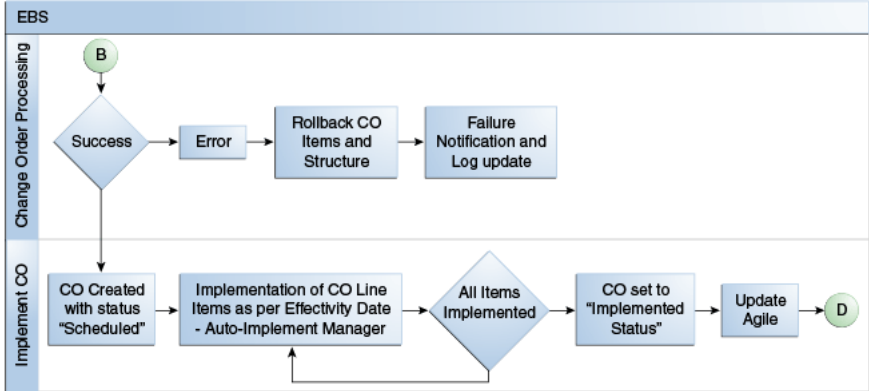 EBS
Change Order Processing
B
Success
Error
Rollback CO
Items and
Structure
Failure
Notification and
Log update
Implement CO
CO Created
with status
“Scheduled”
Implementation of CO Line
Items as per Effectivity Date
- Auto-Implement Manager
All Items
Implemented
CO set to
“Implemented
Status”
Update
Agile
D